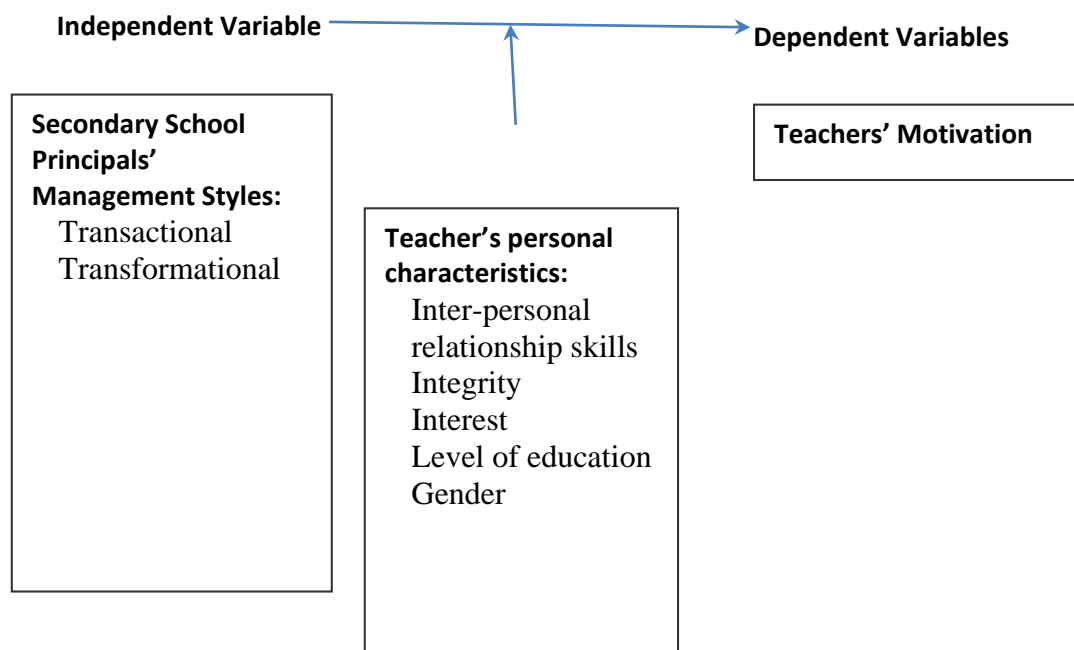 Independent Variable
Dependent Variables
Secondary School
Principals’
Management Styles:
Transactional
Transformational
Teacher’s personal
characteristics:
Inter-personal
relationship skills
Integrity
Interest
Level of education
Gender
Teachers’ Motivation